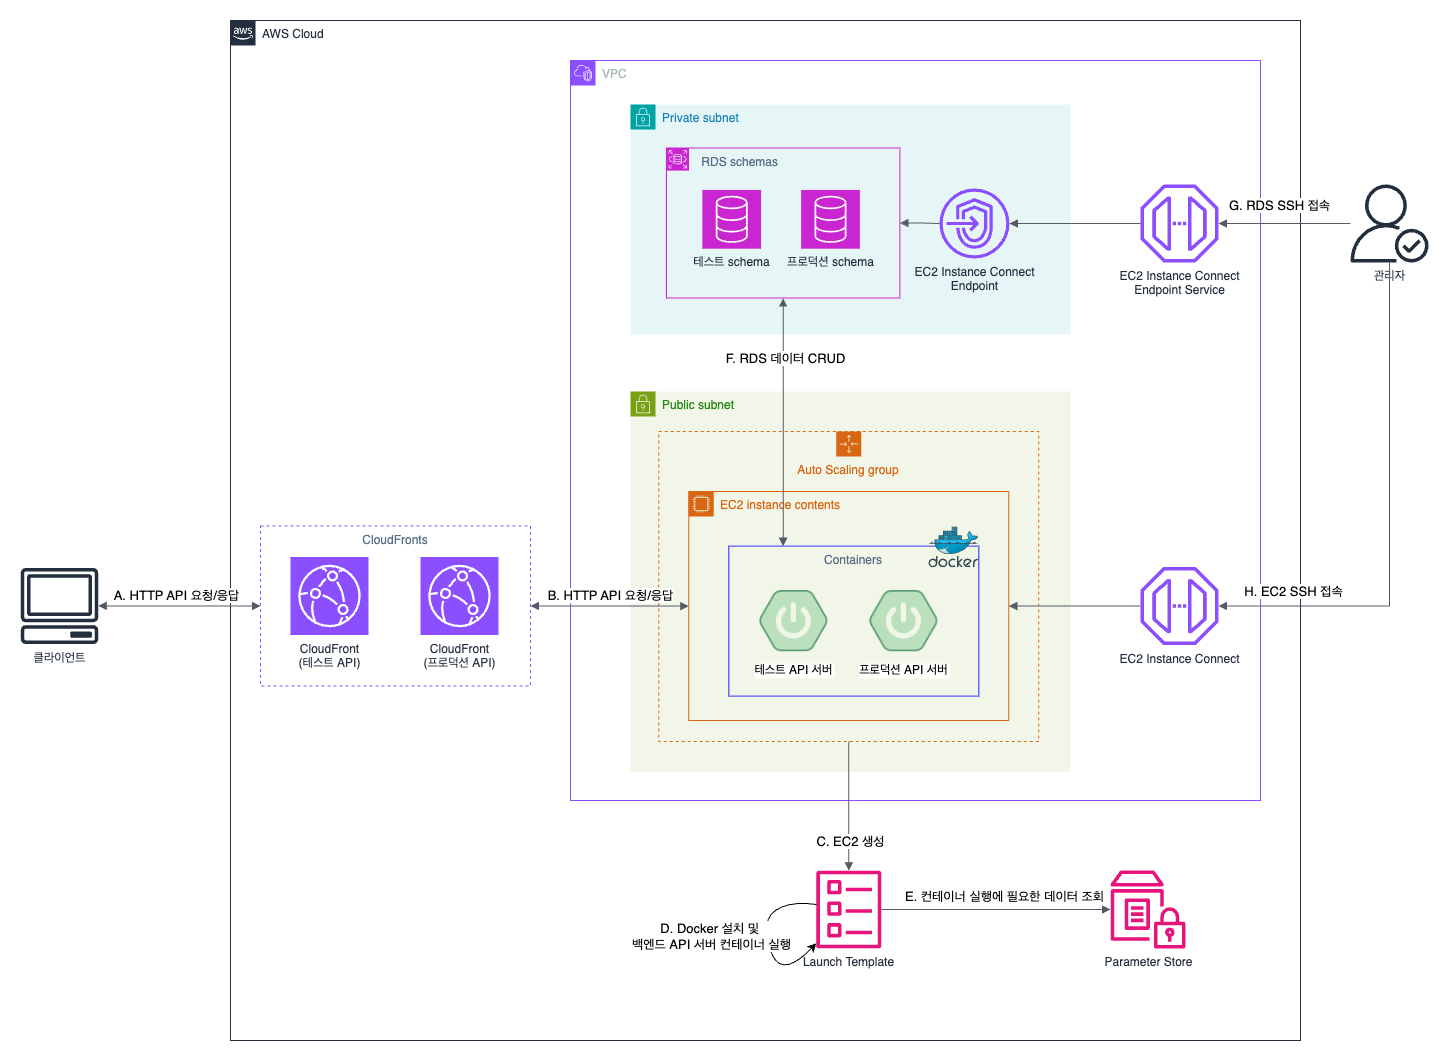 aws
AWS Cloud
VPC
Private subnet
RDS schemas
테스트 schema
프로덕션 schema
EC2 Instance Connect
Endpoint
EC2 Instance Connect
Endpoint Service
G. RDS SSH 접속
관리자
F. RDS 데이터 CRUD
Public subnet
Auto Scaling group
EC2 instance contents
docker
Containers
테스트 API 서버
프로덕션 API 서버
CloudFronts
CloudFront
(테스트 API)
CloudFront
(프로덕션 API)
A. HTTP API 요청/응답
B. HTTP API 요청/응답
클라이언트
H. EC2 SSH 접속
EC2 Instance Connect
C. EC2 생성
D. Docker 설치 및
백엔드 API 서버 컨테이너 실행
Launch Template
E. 컨테이너 실행에 필요한 데이터 조회
Parameter Store